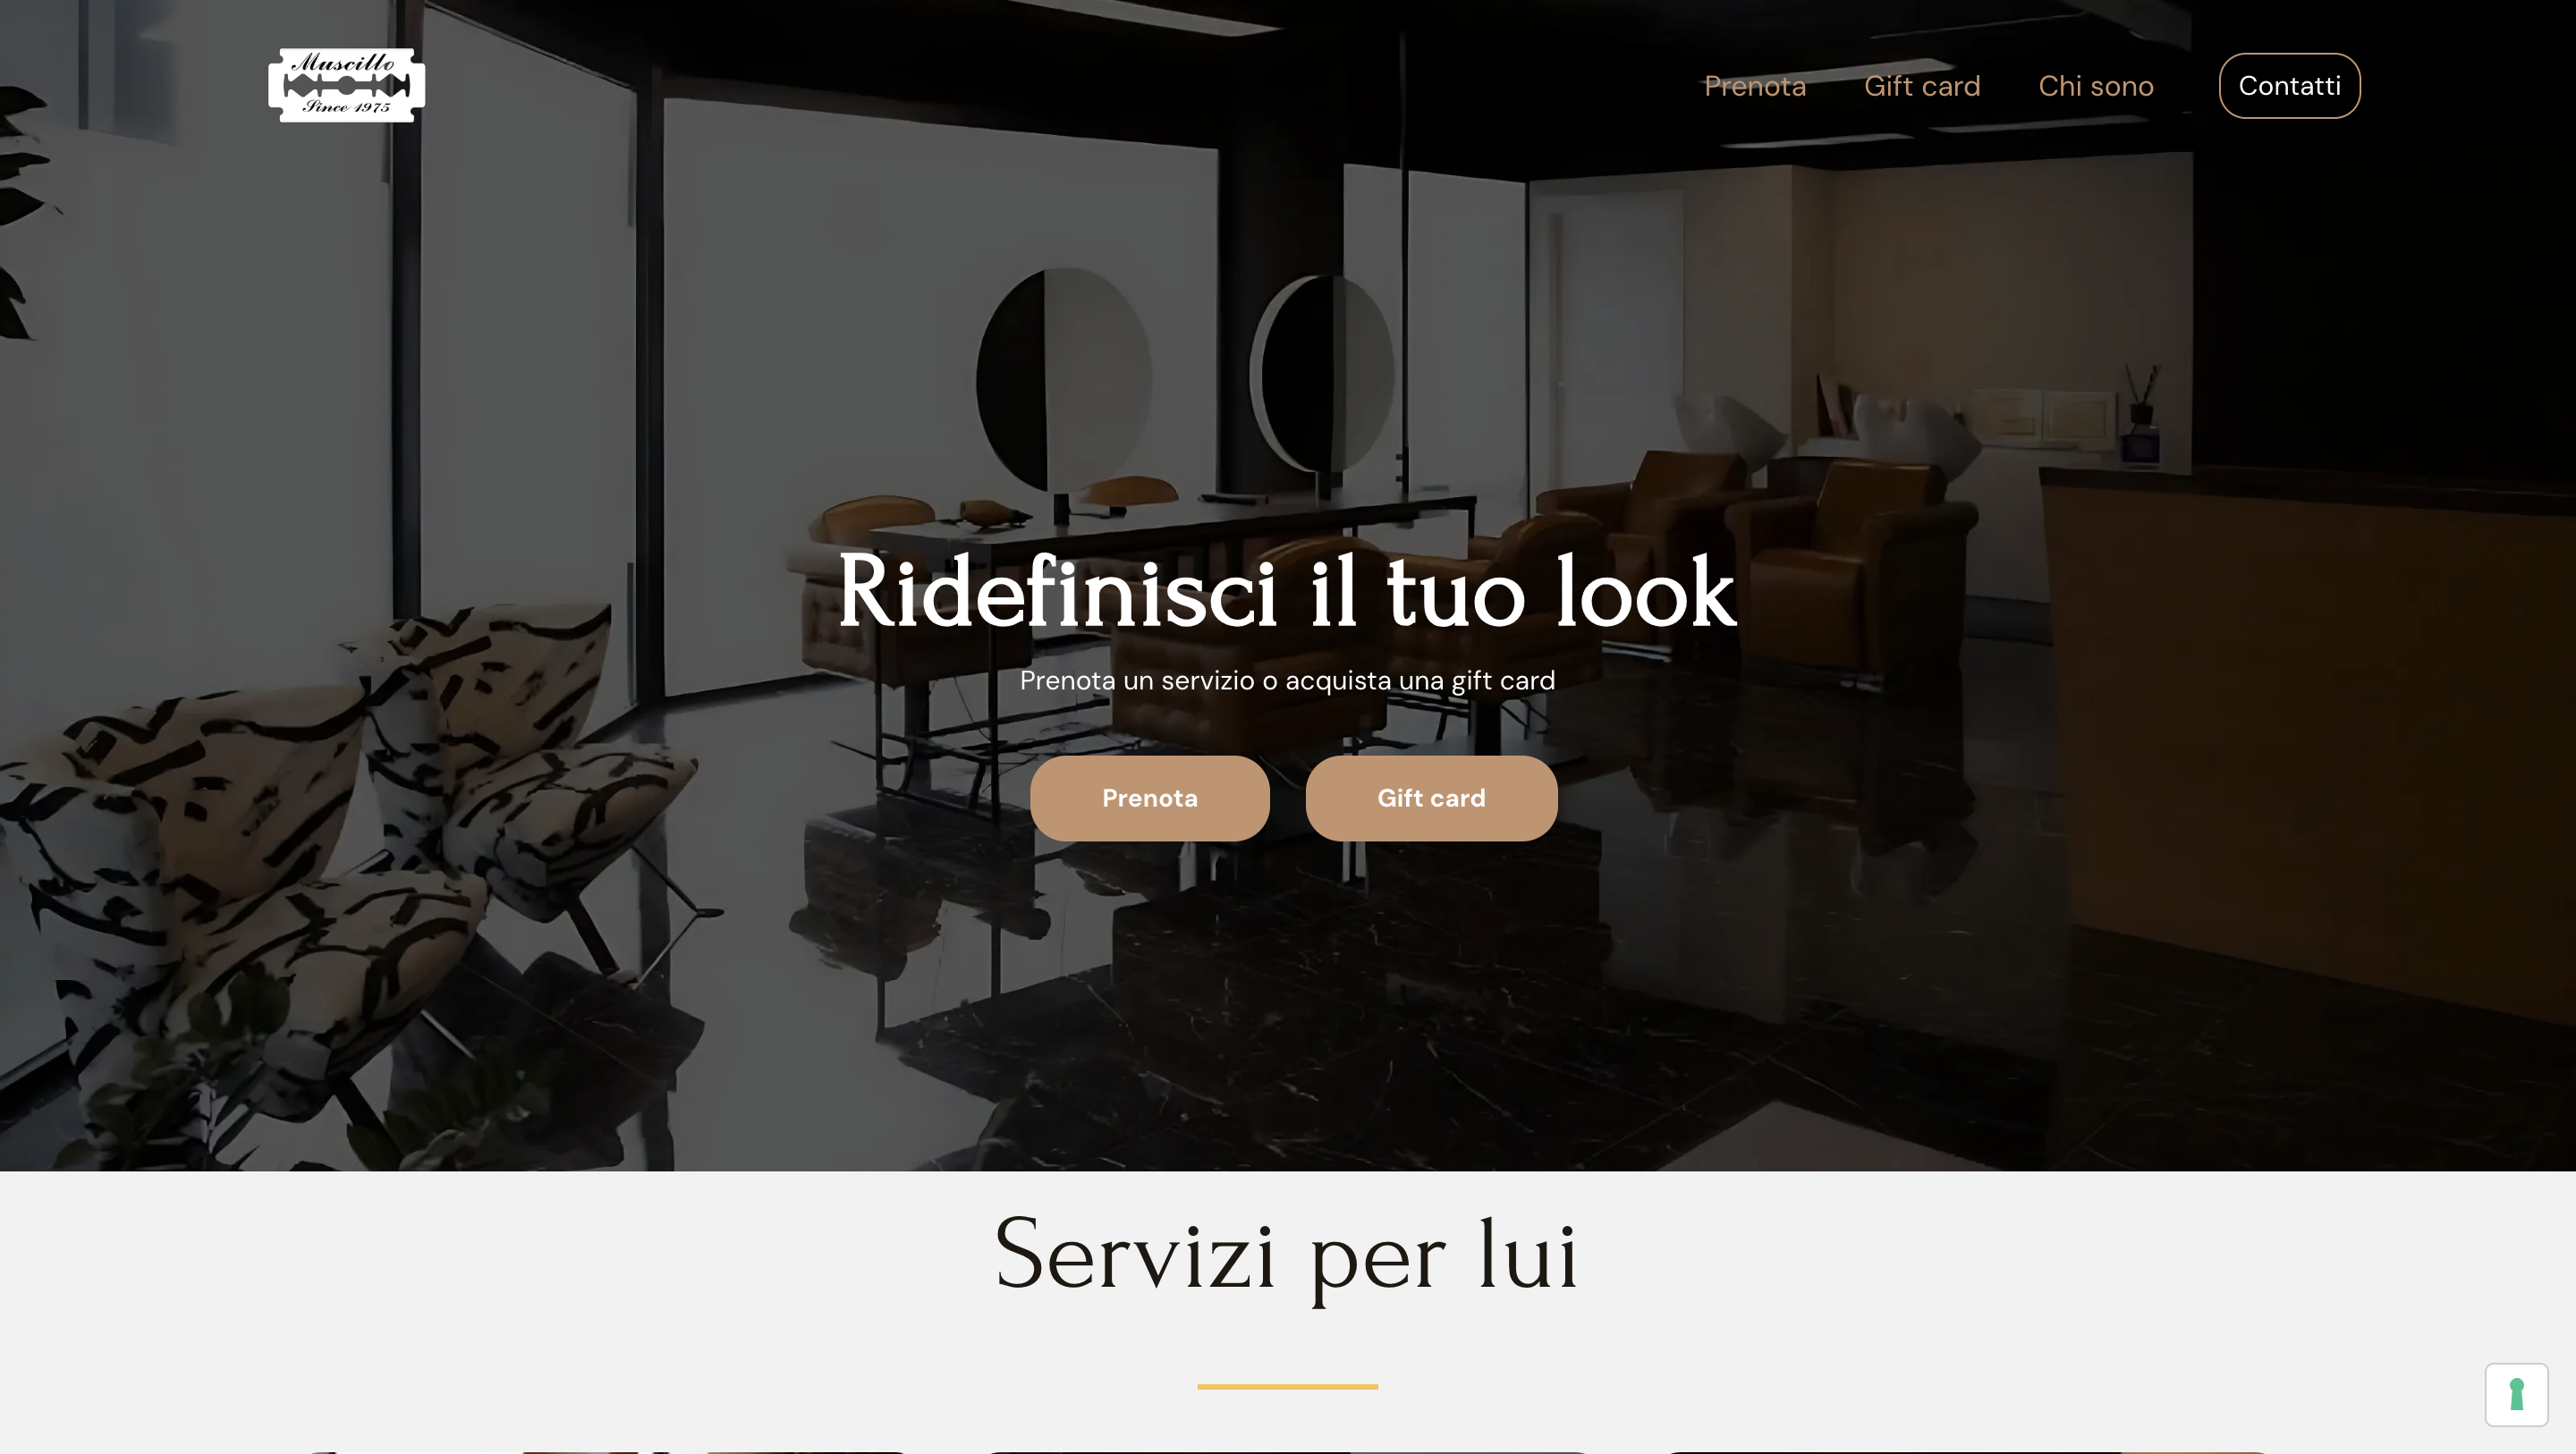 Muscillo
Since 1975
Prenota
Gift card
Chi sono
Contatti
Ridefinisci il tuo look
Prenota un servizio o acquista una gift card
Prenota
Gift card
Servizi per lui